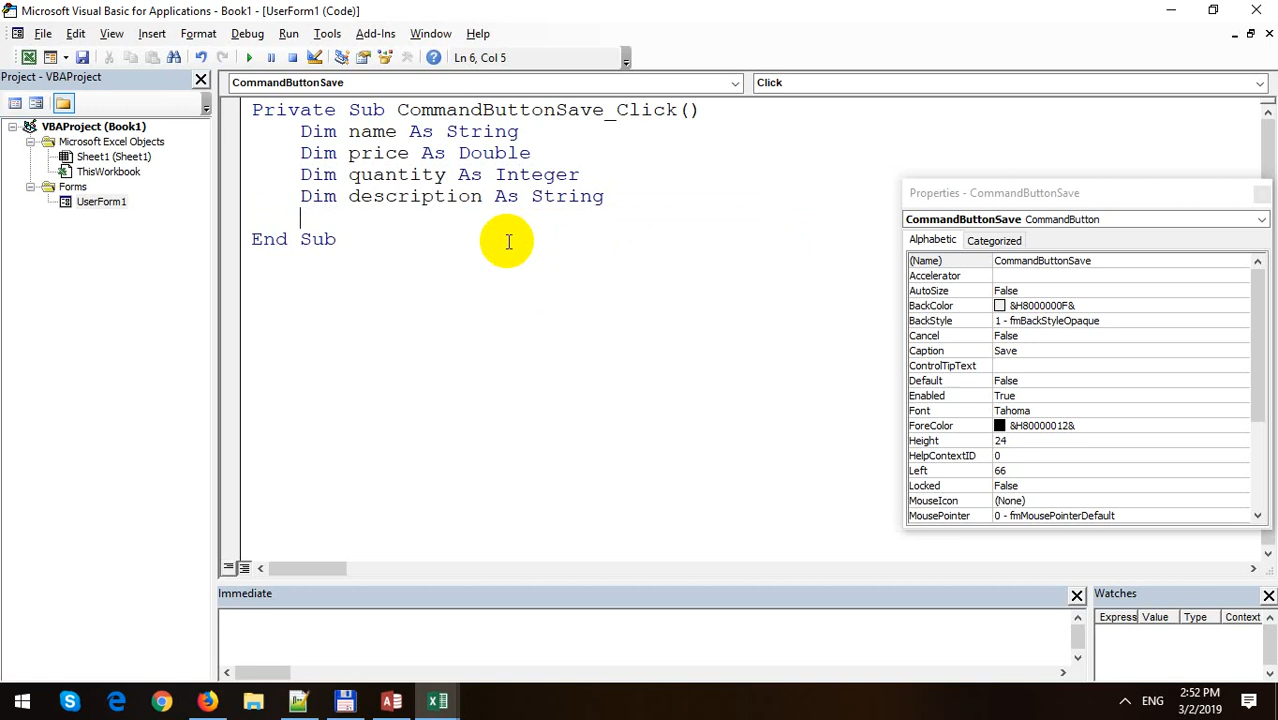 Microsoft Visual Basic for Applications - Book1 - [UserForm1 (Code)]
File Edit View Insert Format Debug Run Tools Add-Ins Window Help
Ln 6, Col 5
Project - VBAProject
VBAProject (Book1)
Microsoft Excel Objects
Sheet1 (Sheet1)
ThisWorkbook
Forms
UserForm1
CommandButtonSave Click
Private Sub CommandButtonSave_Click()
Dim name As String
Dim price As Double
Dim quantity As Integer
Dim description As String
End Sub
Properties - CommandButtonSave
CommandButtonSave CommandButton
Alphabetic Categorized
(Name) CommandButtonSave
Accelerator
AutoSize False
BackColor &H8000000F&
BackStyle 1 - fmBackStyleOpaque
Cancel False
Caption Save
ControlTipText
Default False
Enabled True
Font Tahoma
ForeColor &H80000012&
Height 24
HelpContextID 0
Left 66
Locked False
MouseIcon (None)
MousePointer 0 - fmMousePointerDefault
Immediate
Watches
Express Value Type Context
ENG
2:52 PM
3/2/2019